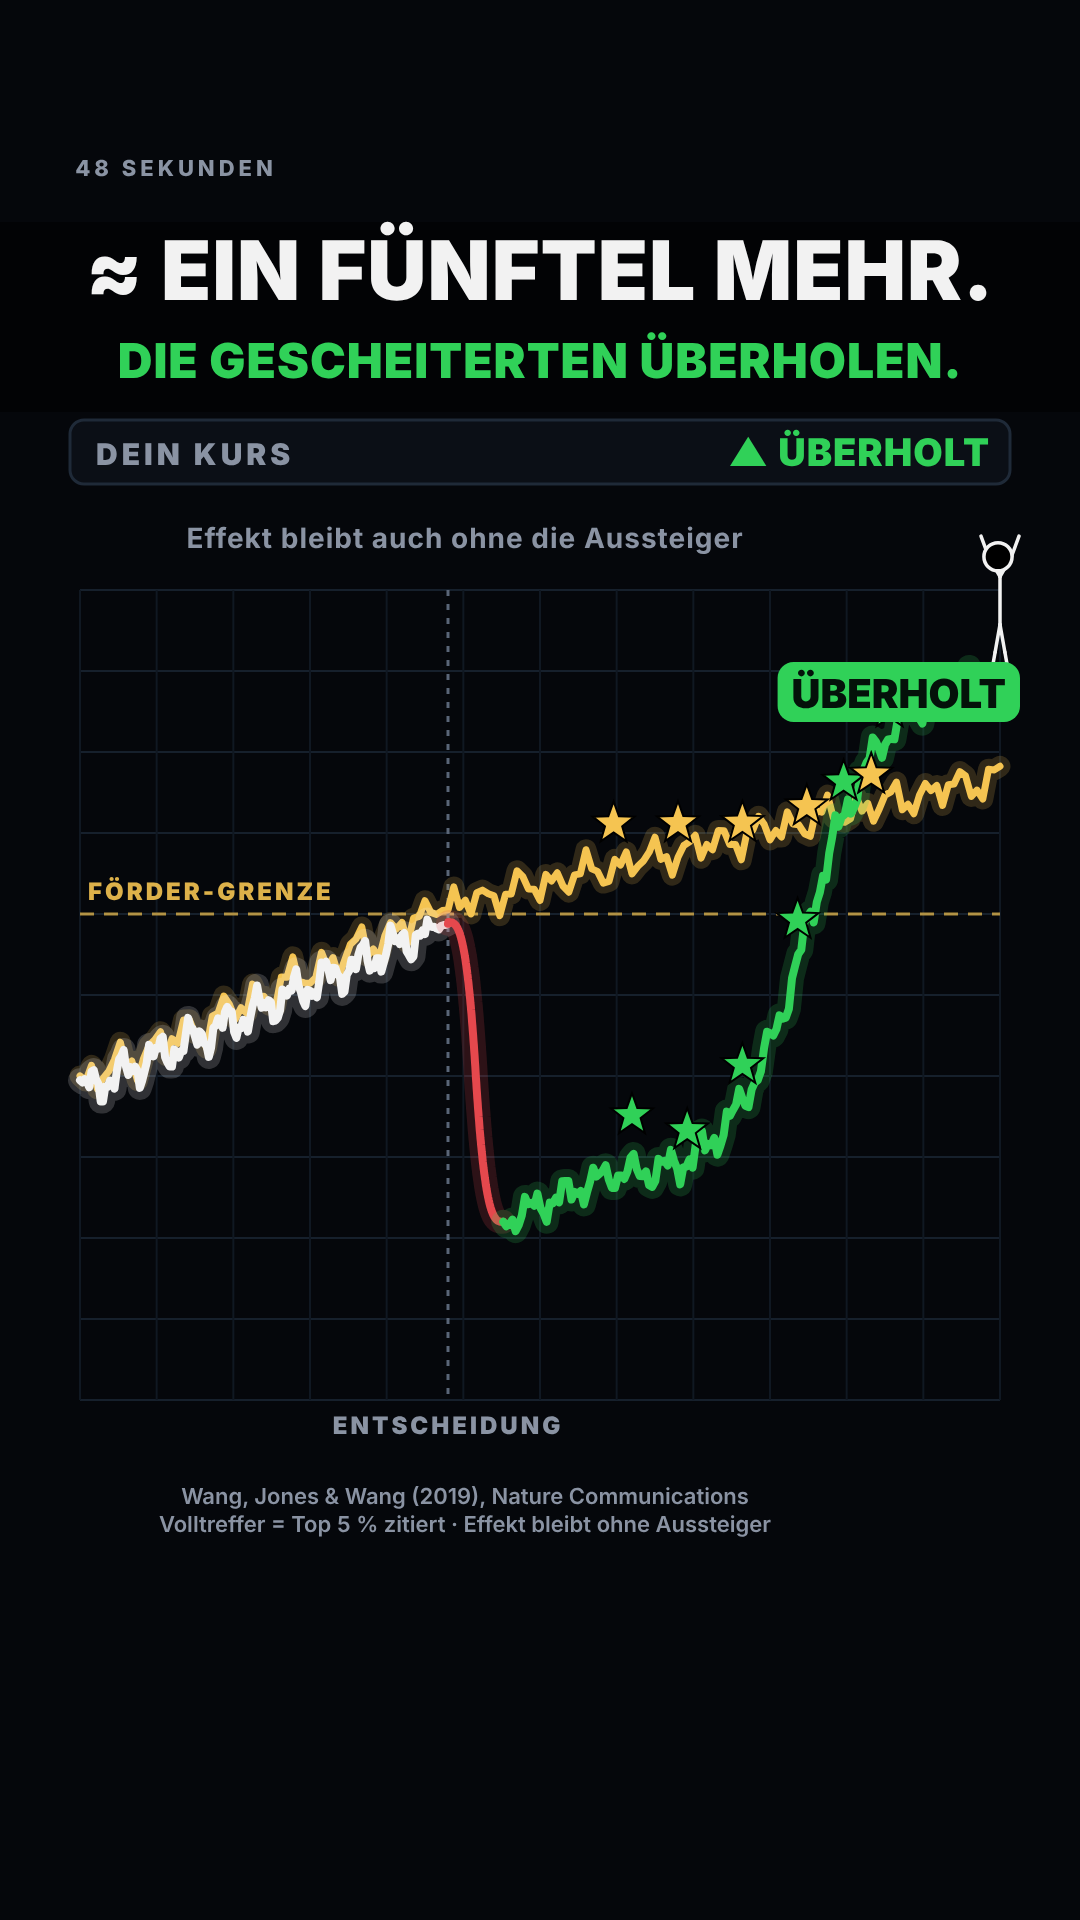 48 SEKUNDEN
≈ EIN FÜNFTEL MEHR.
DIE GESCHEITERTEN ÜBERHOLEN.
DEIN KURS ▲ ÜBERHOLT
Effekt bleibt auch ohne die Aussteiger
ÜBERHOLT
FÖRDER-GRENZE
ENTSCHEIDUNG
Wang, Jones & Wang (2019), Nature Communications
Volltreffer = Top 5 % zitiert · Effekt bleibt ohne Aussteiger